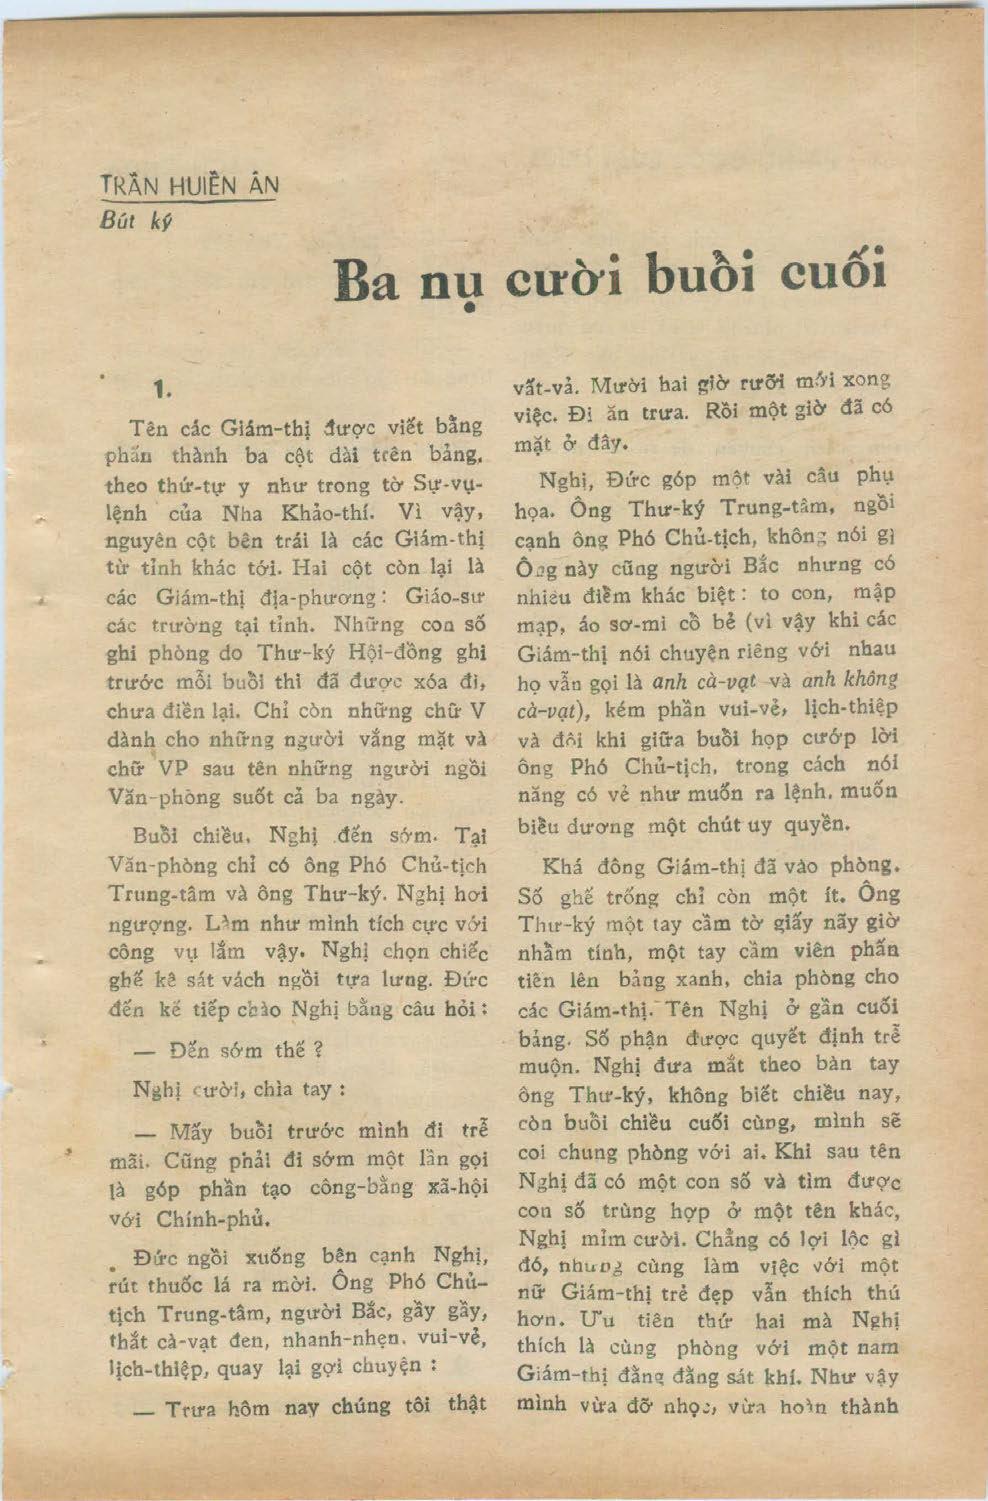 TRẦN HUIỀN ÂN
Bút ký
Ba nụ cười buổi cuối
1.
Tên các Giám-thị được viết bằng
phấn thành ba cột dài trên bảng,
theo thứ-tự y như trong tờ Sự-vụ-
lệnh của Nha Khảo-thí. Vì vậy,
nguyên cột bên trái là các Giám-thị
từ tỉnh khác tới. Hai cột còn lại là
các Giám-thị địa-phương : Giáo-sư
các trường tại tỉnh. Những con số
ghi phòng do Thư-ký Hội-đồng ghi
trước mỗi buổi thi đã được xóa đi,
chưa điền lại. Chỉ còn những chữ V
dành cho những người vắng mặt và
chữ VP sau tên những người ngồi
Văn-phòng suốt cả ba ngày.
Buổi chiều, Nghị đến sớm. Tại
Văn-phòng chỉ có ông Phó Chủ-tịch
Trung-tâm và ông Thư-ký. Nghị hơi
ngượng. Làm như mình tích cực với
công vụ lắm vậy. Nghị chọn chiếc
ghế kê sát vách ngồi tựa lưng. Đức
đến kế tiếp chào Nghị bằng câu hỏi :
— Đến sớm thế ?
Nghị cười, chìa tay :
— Mấy buổi trước mình đi trễ
mãi. Cũng phải đi sớm một lần gọi
là góp phần tạo công-bằng xã-hội
với Chính-phủ.
Đức ngồi xuống bên cạnh Nghị,
rút thuốc lá ra mời. Ông Phó Chủ-
tịch Trung-tâm, người Bắc, gầy gầy,
thắt cà-vạt đen, nhanh-nhẹn, vui-vẻ,
lịch-thiệp, quay lại gợi chuyện :
— Trưa hôm nay chúng tôi thật
vất-vả. Mười hai giờ rưỡi mới xong
việc. Đi ăn trưa. Rồi một giờ đã có
mặt ở đây.
Nghị, Đức góp một vài câu phụ
họa. Ông Thư-ký Trung-tâm, ngồi
cạnh ông Phó Chủ-tịch, không nói gì
Ông này cũng người Bắc nhưng có
nhiều điểm khác biệt : to con, mập
mạp, áo sơ-mi cổ bẻ (vì vậy khi các
Giám-thị nói chuyện riêng với nhau
họ vẫn gọi là anh cà-vạt và anh không
cà-vạt), kém phần vui-vẻ, lịch-thiệp
và đôi khi giữa buổi họp cướp lời
ông Phó Chủ-tịch, trong cách nói
năng có vẻ như muốn ra lệnh, muốn
biểu dương một chút uy quyền.
Khá đông Giám-thị đã vào phòng.
Số ghế trống chỉ còn một ít. Ông
Thư-ký một tay cầm tờ giấy nãy giờ
nhẩm tính, một tay cầm viên phấn
tiến lên bảng xanh, chia phòng cho
các Giám-thị. Tên Nghị ở gần cuối
bảng. Số phận được quyết định trễ
muộn. Nghị đưa mắt theo bàn tay
ông Thư-ký, không biết chiều nay,
còn buổi chiều cuối cùng, mình sẽ
coi chung phòng với ai. Khi sau tên
Nghị đã có một con số và tìm được
con số trùng hợp ở một tên khác,
Nghị mỉm cười. Chẳng có lợi lộc gì
đó, nhưng cùng làm việc với một
nữ Giám-thị trẻ đẹp vẫn thích thú
hơn. Ưu tiên thứ hai mà Nghị
thích là cùng phòng với một nam
Giám-thị đằng đằng sát khí. Như vậy
mình vừa đỡ nhọc, vừa hoàn thành